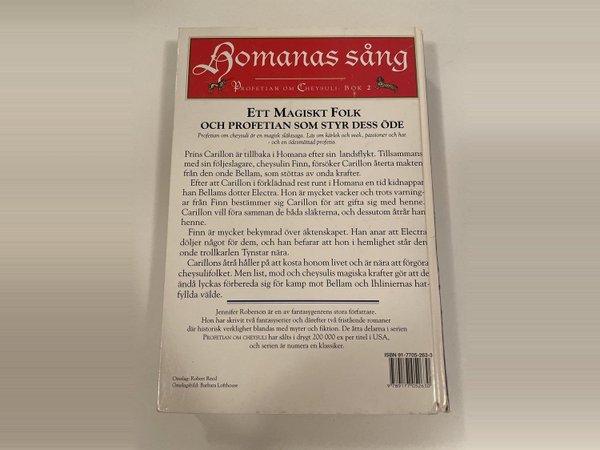 Homanas sång
PROFETIAN OM CHEYSULI: BOK 2
ETT MAGISKT FOLK
OCH PROFETIAN SOM STYR DESS ÖDE
Profetian om cheysuli är en magisk släktsaga. Läs om kärlek och svek, passioner och hat
- och en ödesmättad profetia.
Prins Carillon är tillbaka i Homana efter sin landsflykt. Tillsammans
med sin följeslagare, cheysulin Finn, försöker Carillon återta makten
från den onde Bellam, som stöttas av onda krafter.
Efter att Carillon i förklädnad rest runt i Homana en tid kidnappar
han Bellams dotter Electra. Hon är mycket vacker och trots varning-
ar från Finn bestämmer sig Carillon för att gifta sig med henne.
Carillon vill föra samman de båda släkterna, och dessutom åtrår han
henne.
Finn är mycket bekymrad över äktenskapet. Han anar att Electra
döljer något för dem, och han befarar att hon i hemlighet står den
onde trollkarlen Tynstar nära.
Carillons åtrå håller på att kosta honom livet och är nära att förgöra
cheysulifolket. Men list, mod och cheysulis magiska krafter gör att de
ändå lyckas förbereda sig för kamp mot Bellam och Ihliniernas hat-
fyllda välde.
Jennifer Roberson är en av fantasygenrens stora författare.
Hon har skrivit två fantasyserier och därefter två fristående romaner
där historisk verklighet blandas med myter och fiktion. De åtta delarna i serien
PROFETIAN OM CHEYSULI har sålts i drygt 200 000 ex per titel i USA,
och serien är numera en klassiker.
Omslag: Robert Reed
Omslagsbild: Barbara Lofthouse
ISBN 91-7705-263-3
9 789177 052630